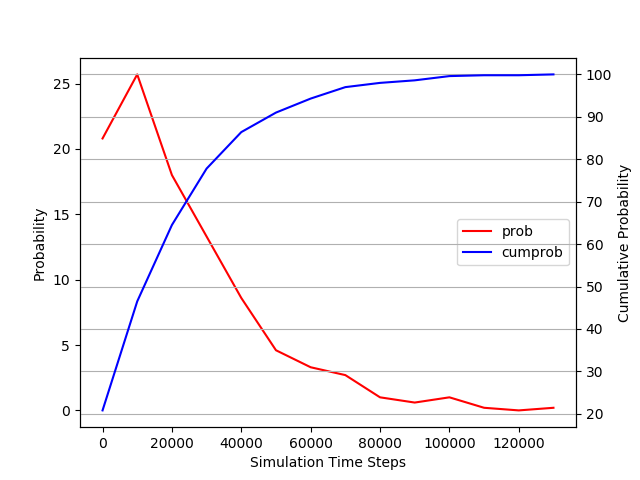 25
20
15
10
5
0
Probability
100
90
80
70
60
50
40
30
20
Cumulative Probability
prob
cumprob
0 20000 40000 60000 80000 100000 120000
Simulation Time Steps